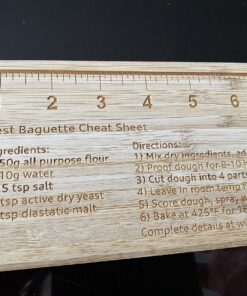 1 2 3 4 5 6
est Baguette Cheat Sheet
gredients:
50g all purpose flour
10g water
5 tsp salt
tsp active dry yeast
tsp diastatic malt
Directions:
1) Mix dry ingredients, ad
2) Proof dough for 8-10
3) Cut dough into 4 parts
4) Leave in room temp
5) Score dough, spray w
6) Bake at 425°F for 1
Complete details at w